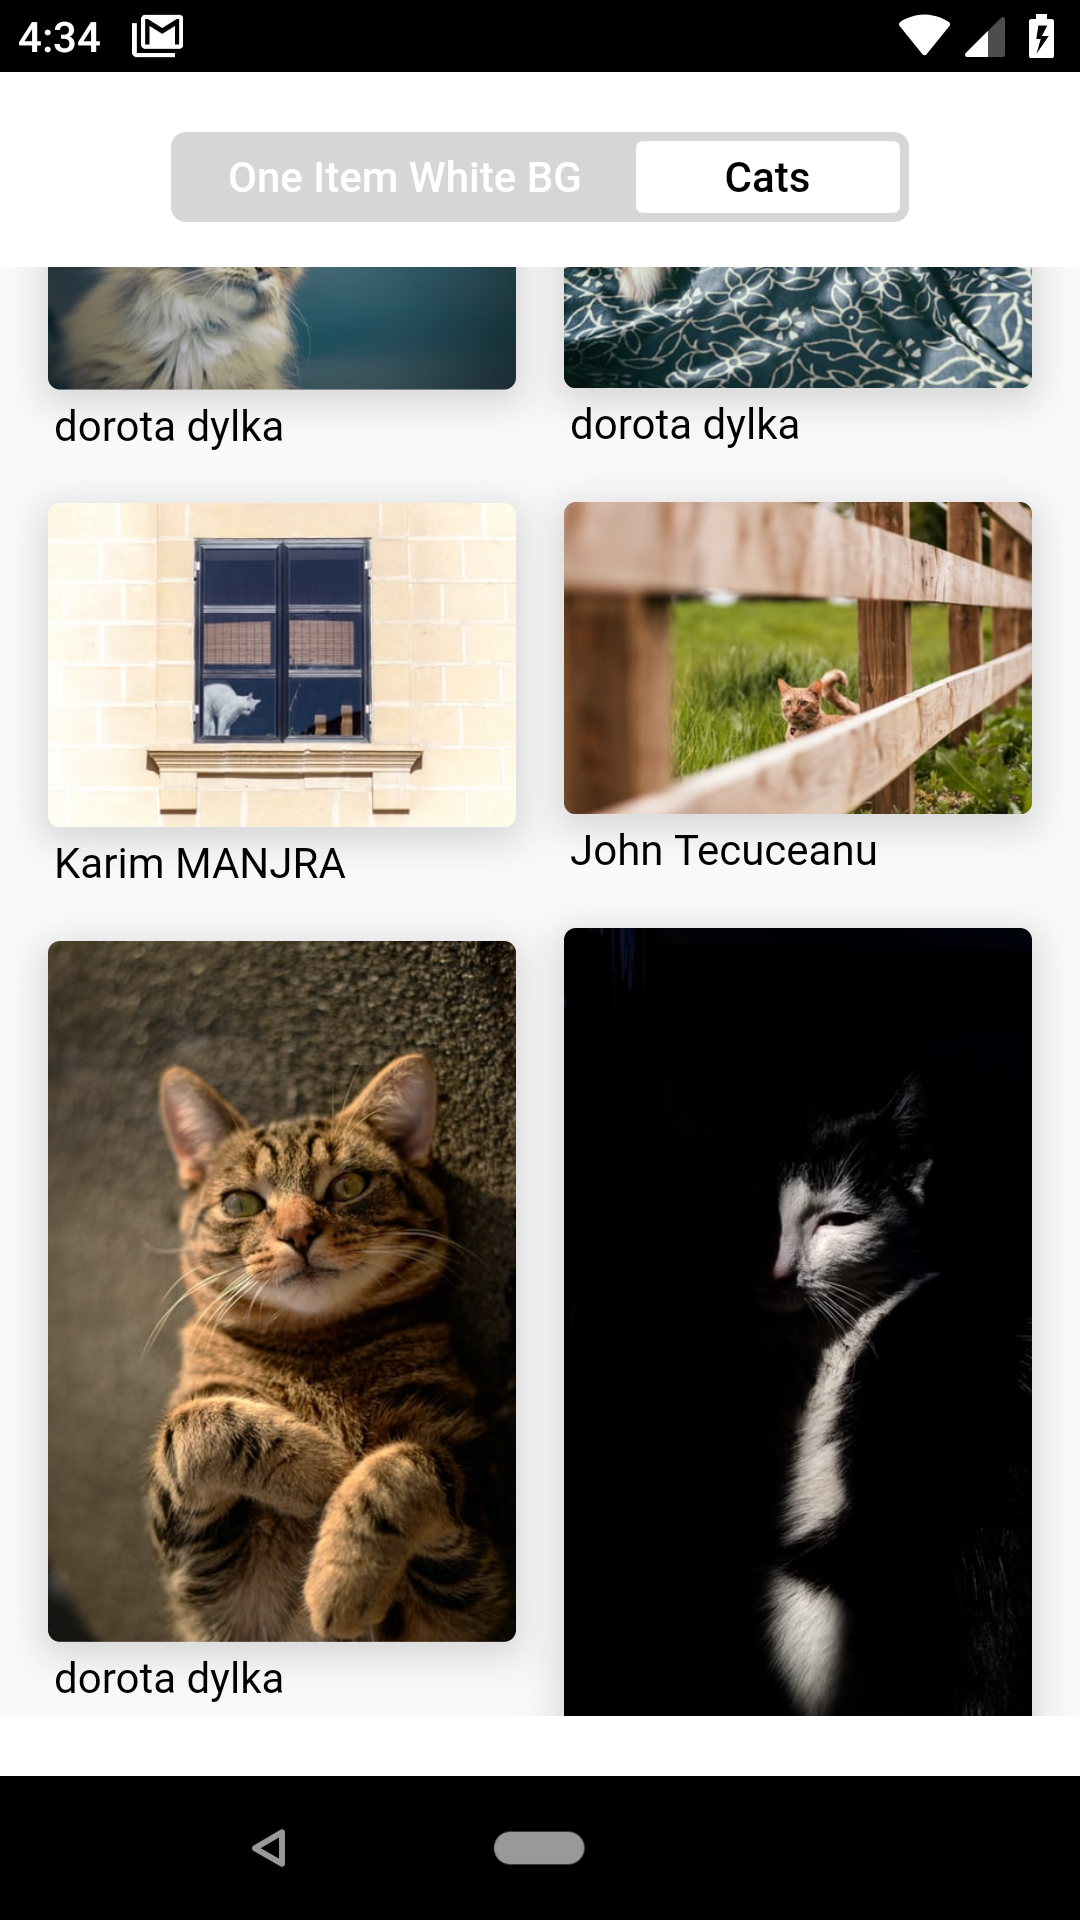 4:34
One Item White BG
Cats
dorota dylka
dorota dylka
Karim MANJRA
John Tecuceanu
dorota dylka